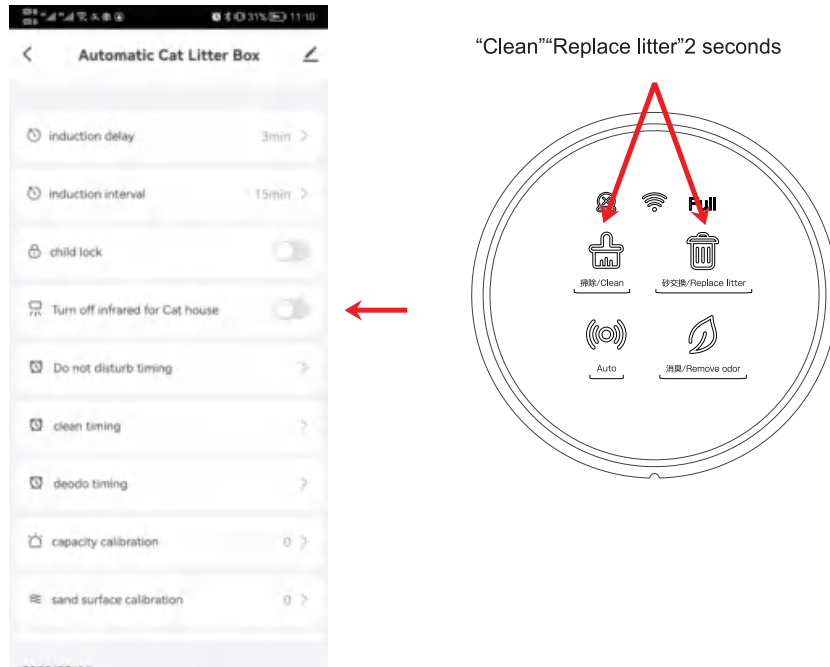 31% 11:10
Automatic Cat Litter Box
induction delay 3min
induction interval 15min
child lock
Turn off infrared for Cat house
Do not disturb timing
clean timing
deodo timing
capacity calibration 0
sand surface calibration 0
“Clean”“Replace litter”2 seconds
Full
掃除/Clean 砂交換/Replace litter
Auto 消臭/Remove odor